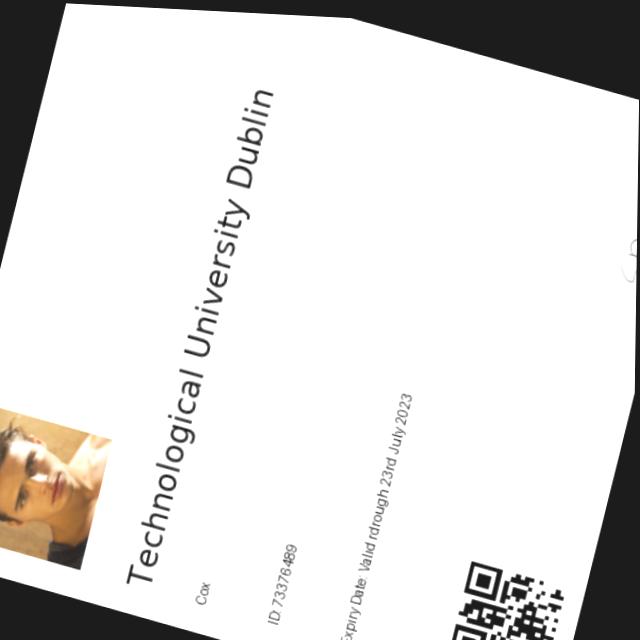 Technological University Dublin
Cox
ID 73376489
Expiry Date: Valid rdrough 23rd July 2023